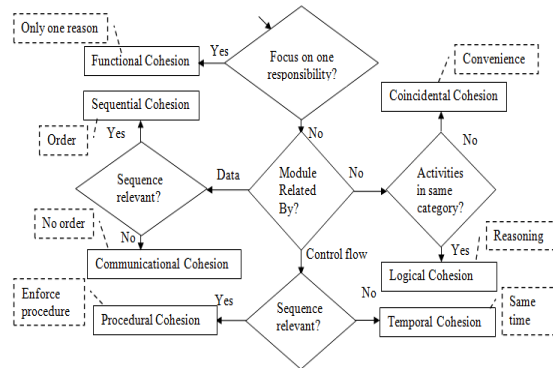 Only one reason
Yes
Functional Cohesion
Focus on one
responsibility?
Convenience
Sequential Cohesion
Coincidental Cohesion
Order
Yes
No
No
Sequence
relevant?
Data
Module
Related
By?
No
Activities
in same
category?
No order
No
Communicational Cohesion
Control flow
Yes
Reasoning
Logical Cohesion
Enforce
procedure
Yes
Procedural Cohesion
Sequence
relevant?
No
Temporal Cohesion
Same
time